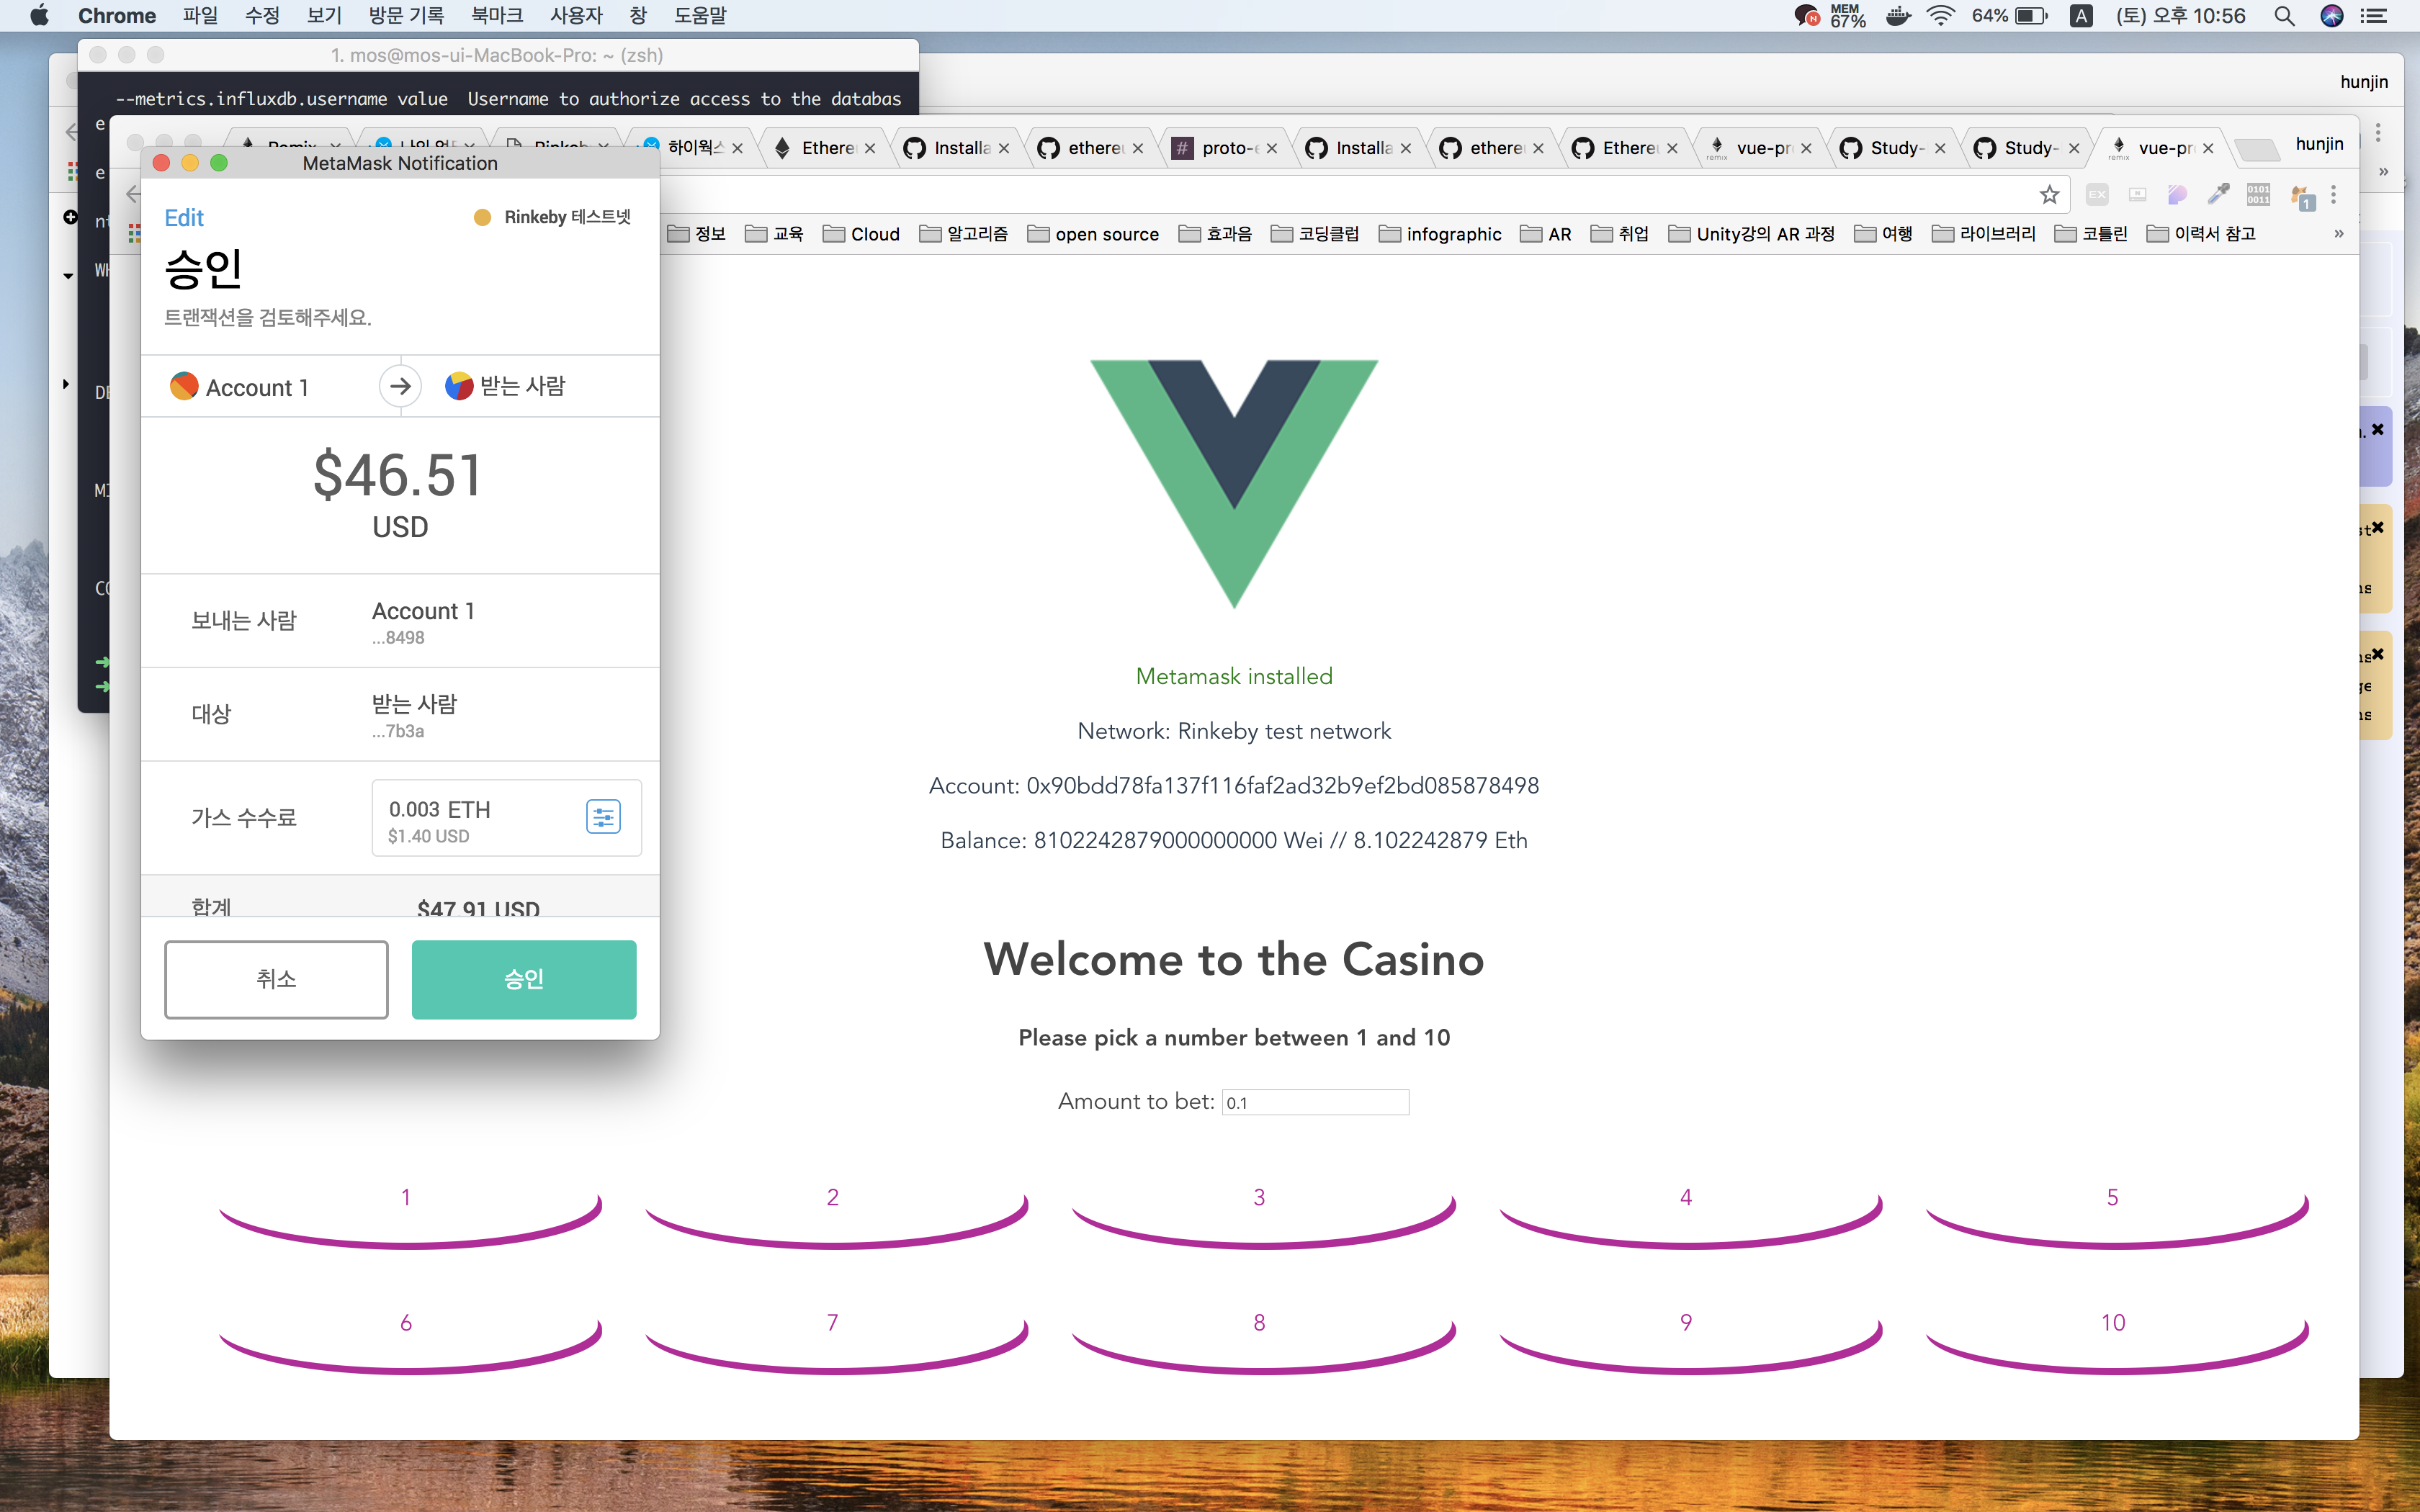 Chrome 파일 수정 보기 방문 기록 북마크 사용자 창 도움말
MEM 67% 64% A (토) 오후 10:56
1. mos@mos-ui-MacBook-Pro: ~ (zsh)
hunjin
--metrics.influxdb.username value Username to authorize access to the databas
e
e
하이웍스
Ethere
Installa
ethereu
proto-e
Installa
ethereu
Ethereu
vue-pr
Study-
Study-
vue-pr
hunjin
정보 교육 Cloud 알고리즘 open source 효과음 코딩클럽 infographic AR 취업 Unity강의 AR 과정 여행 라이브러리 코틀린 이력서 참고 »
MetaMask Notification
Edit
Rinkeby 테스트넷
승인
트랜잭션을 검토해주세요.
Account 1
받는 사람
$46.51
USD
보내는 사람
Account 1
...8498
대상
받는 사람
...7b3a
가스 수수료
0.003 ETH
$1.40 USD
합계
$47.91 USD
취소
승인
Metamask installed
Network: Rinkeby test network
Account: 0x90bdd78fa137f116faf2ad32b9ef2bd085878498
Balance: 8102242879000000000 Wei // 8.102242879 Eth
Welcome to the Casino
Please pick a number between 1 and 10
Amount to bet: 0.1
1 2 3 4 5
6 7 8 9 10